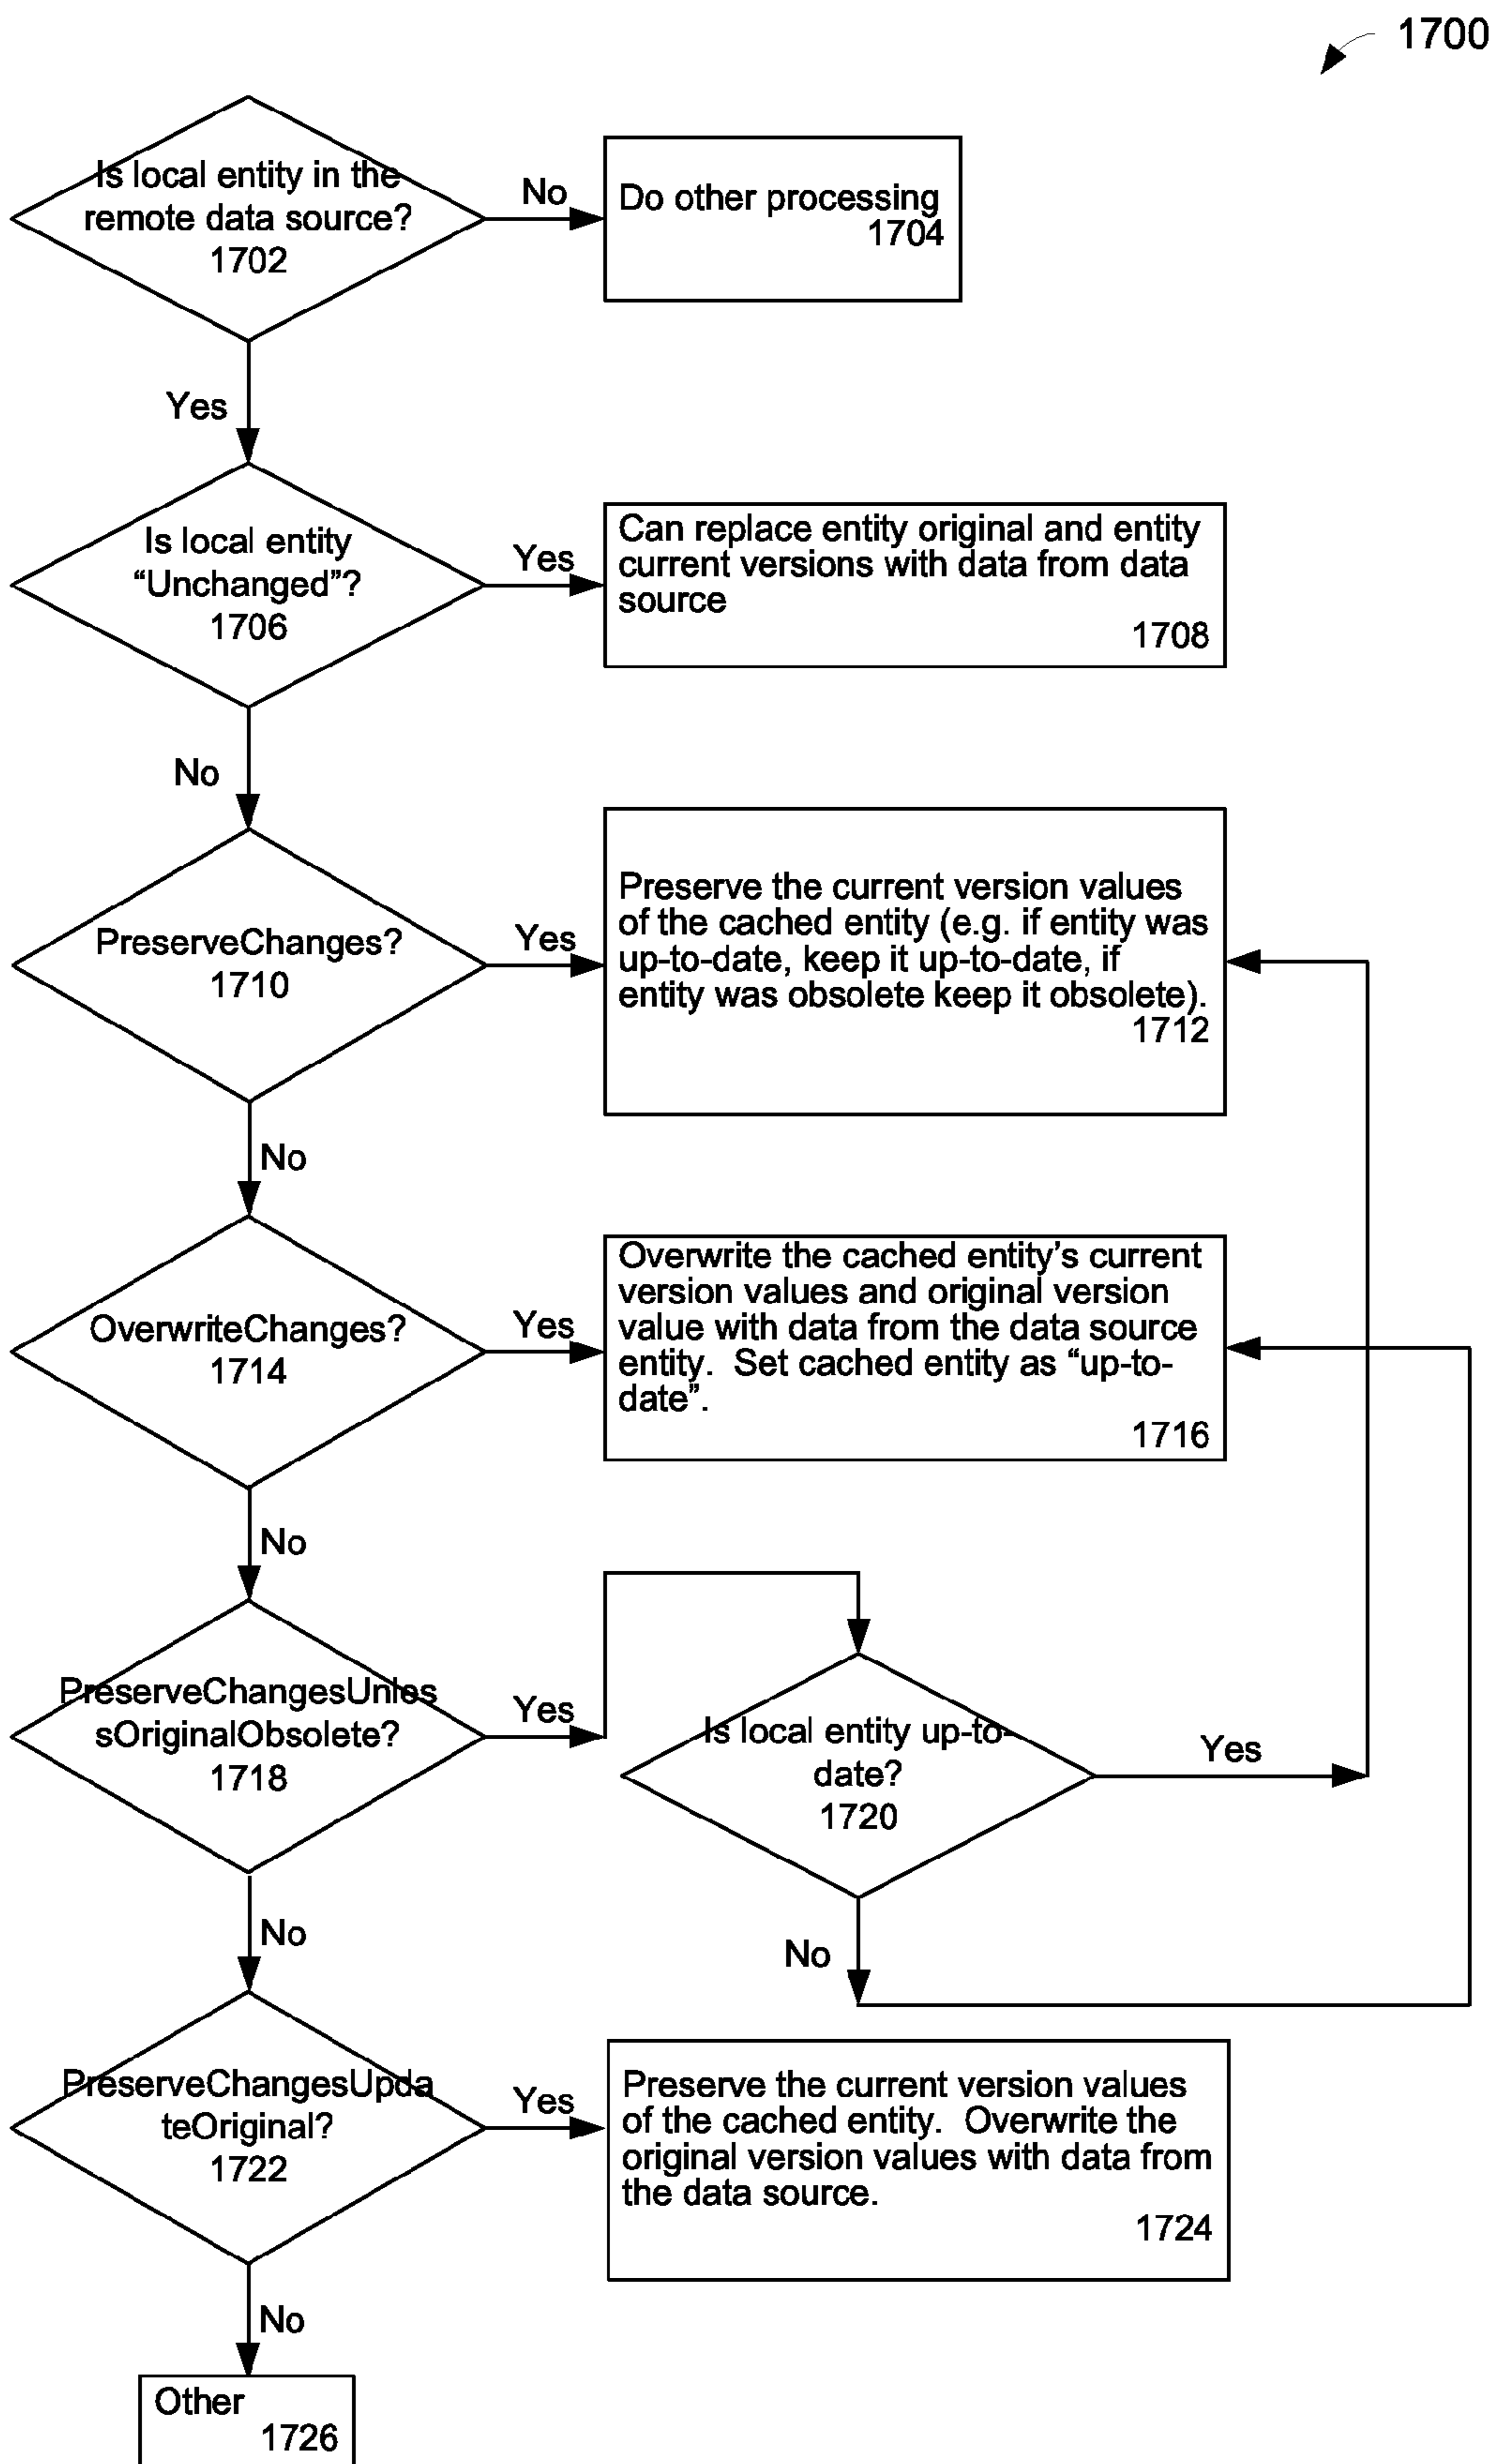 1700
Is local entity in the
remote data source?
1702
No
Do other processing
1704
Yes
Is local entity
“Unchanged”?
1706
Yes
Can replace entity original and entity
current versions with data from data
source
1708
No
PreserveChanges?
1710
Yes
Preserve the current version values
of the cached entity (e.g. if entity was
up-to-date, keep it up-to-date, if
entity was obsolete keep it obsolete).
1712
No
OverwriteChanges?
1714
Yes
Overwrite the cached entity’s current
version values and original version
value with data from the data source
entity.  Set cached entity as “up-to-
date”.
1716
No
PreserveChangesUnles
sOriginalObsolete?
1718
Yes
Is local entity up-to-
date?
1720
Yes
No
No
PreserveChangesUpda
teOriginal?
1722
Yes
Preserve the current version values
of the cached entity.  Overwrite the
original version values with data from
the data source.
1724
No
Other
1726